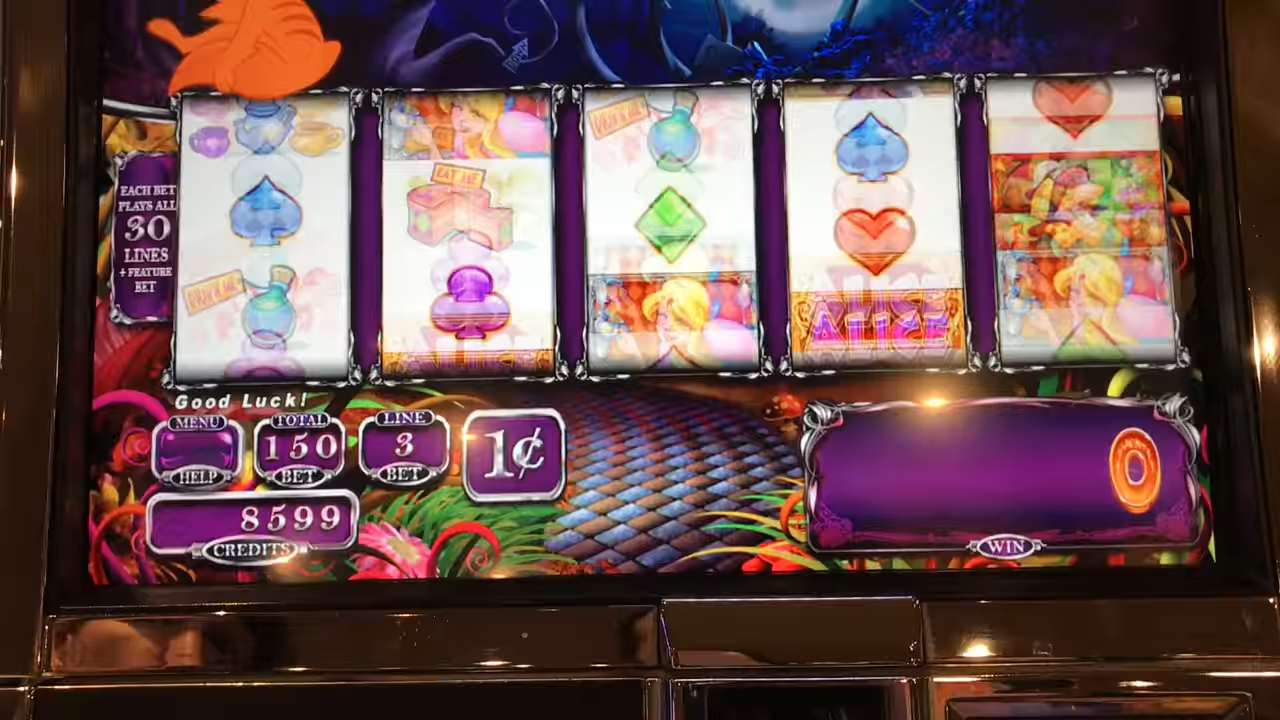 EACH BET
PLAYS ALL
30
LINES
+ FEATURE
BET
DRINK ME
EAT ME
DRINK ME
ALICE
ALICE
Good Luck!
MENU
HELP
TOTAL
150
BET
LINE
3
BET
1¢
8599
CREDITS
0
WIN